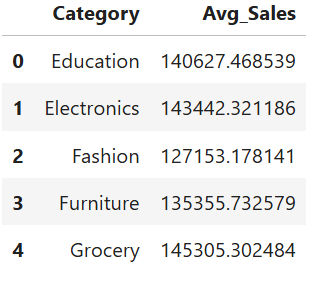 Category Avg_Sales
0 Education 140627.468539
1 Electronics 143442.321186
2 Fashion 127153.178141
3 Furniture 135355.732579
4 Grocery 145305.302484